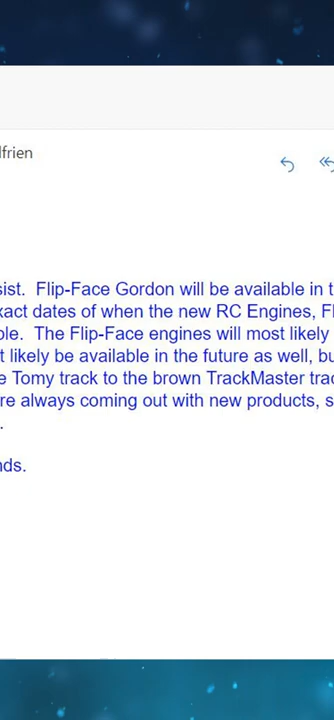 lfrien
sist.  Flip-Face Gordon will be available in t
xact dates of when the new RC Engines, Fl
ble.  The Flip-Face engines will most likely
t likely be available in the future as well, bu
e Tomy track to the brown TrackMaster trac
re always coming out with new products, s
.
nds.